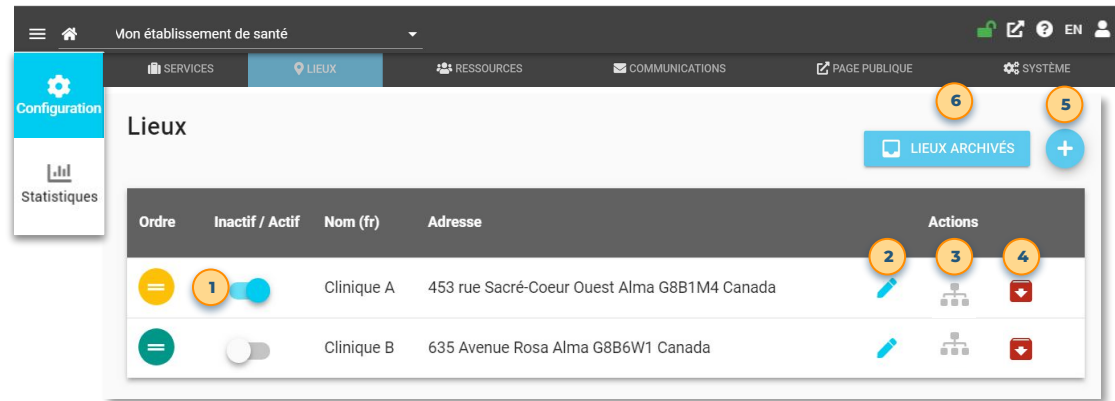 Mon établissement de santé
EN
SERVICES
LIEUX
RESSOURCES
COMMUNICATIONS
PAGE PUBLIQUE
SYSTÈME
Configuration
Statistiques
Lieux
6
5
LIEUX ARCHIVÉS
Ordre
Inactif / Actif
Nom (fr)
Adresse
Actions
2
3
4
1
Clinique A
453 rue Sacré-Coeur Ouest Alma G8B1M4 Canada
Clinique B
635 Avenue Rosa Alma G8B6W1 Canada